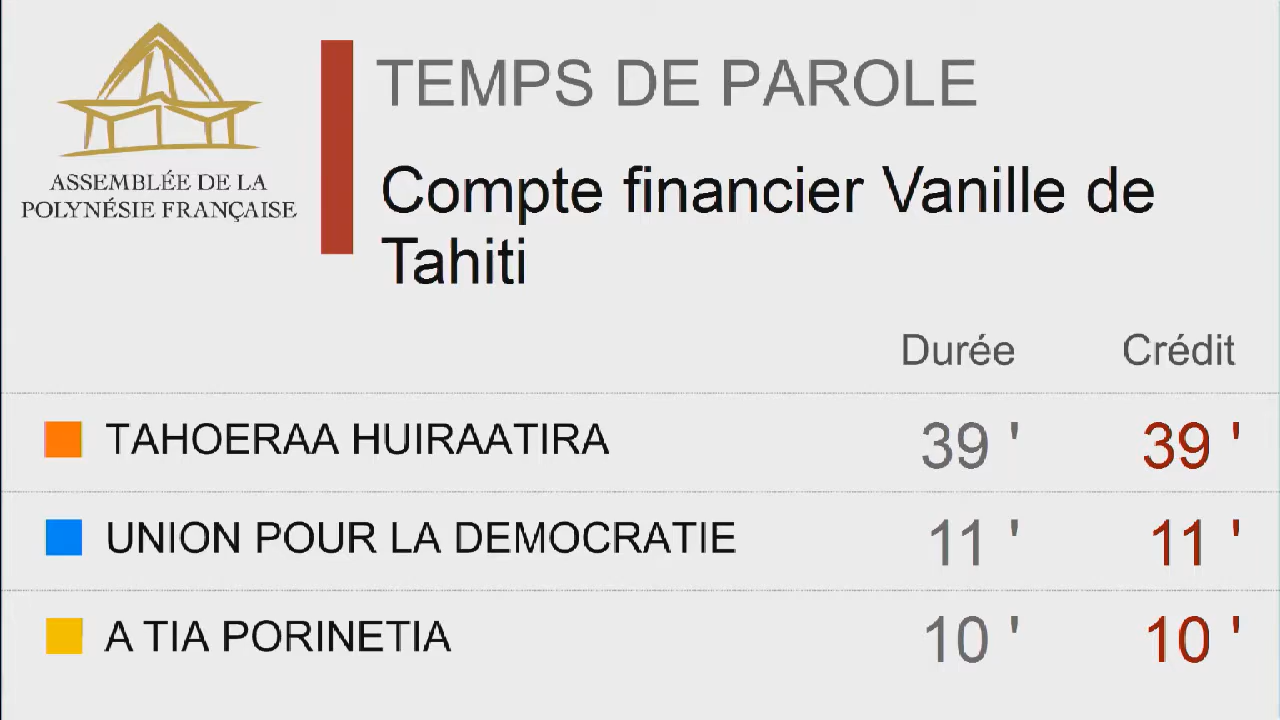 ASSEMBLÉE DE LA
POLYNÉSIE FRANÇAISE
TEMPS DE PAROLE
Compte financier Vanille de
Tahiti
Durée Crédit
TAHOERAA HUIRAATIRA 39 ' 39 '
UNION POUR LA DEMOCRATIE 11 ' 11 '
A TIA PORINETIA 10 ' 10 '